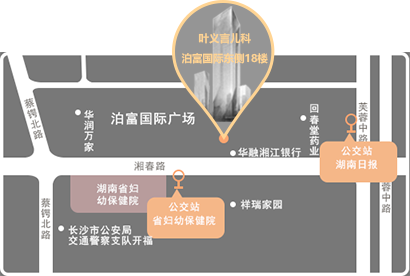 叶义言儿科
泊富国际东侧18楼
蔡锷北路
华润万家
泊富国际广场
回春堂药业
芙蓉中路
公交站
湖南日报
华融湘江银行
湘春路
湖南省妇
幼保健院
公交站
省妇幼保健院
祥瑞家园
蔡锷北路
长沙市公安局
交通警察支队开福
芙蓉中路